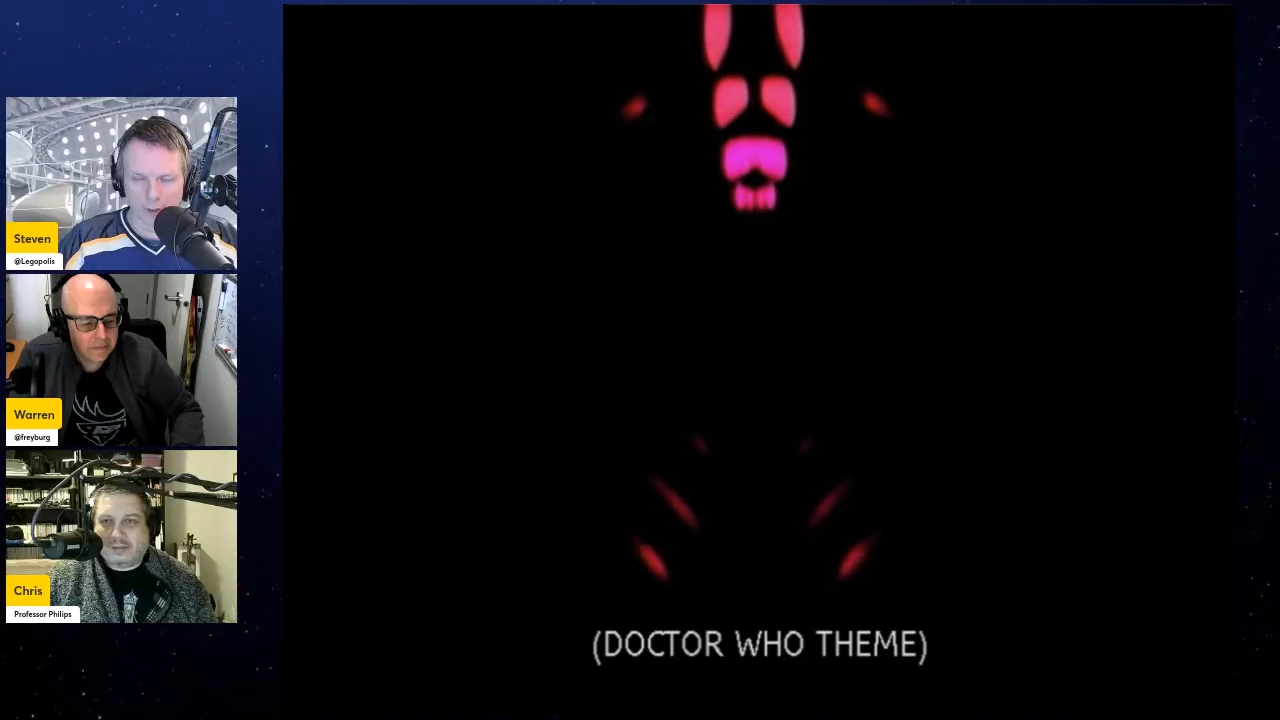 Steven
@Legopolis
Warren
@freyburg
Chris
Professor Philips
(DOCTOR WHO THEME)